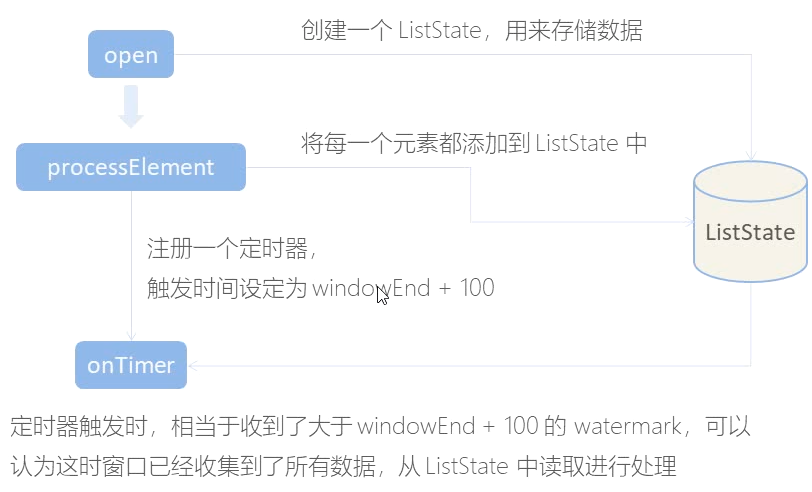 创建一个 ListState，用来存储数据
open
将每一个元素都添加到 ListState 中
processElement
ListState
注册一个定时器，
触发时间设定为 windowEnd + 100
onTimer
定时器触发时，相当于收到了大于 windowEnd + 100 的 watermark，可以
认为这时窗口已经收集到了所有数据，从 ListState 中读取进行处理